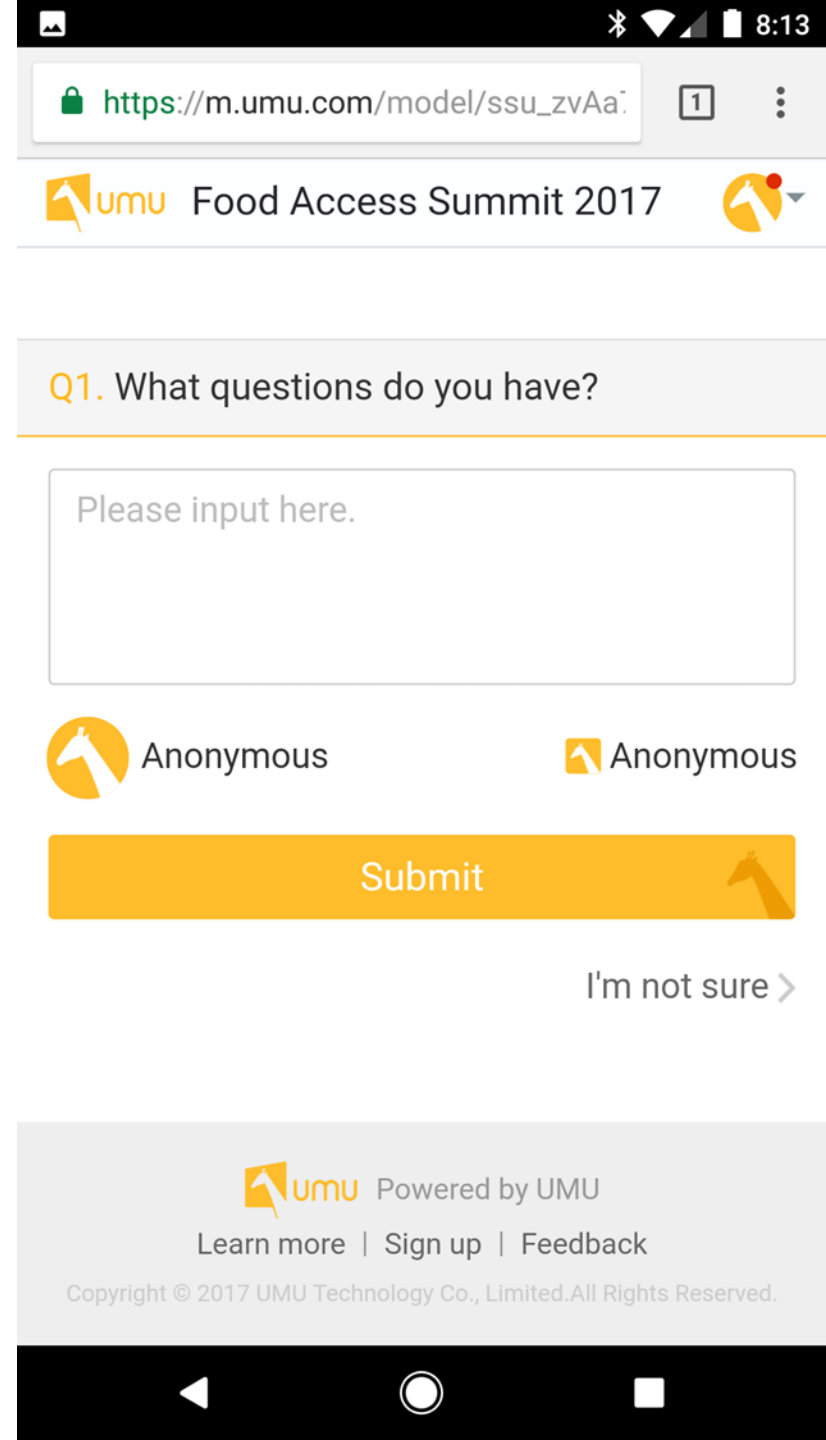 8:13
https://m.umu.com/model/ssu_zvAa
1
umu Food Access Summit 2017
Q1. What questions do you have?
Please input here.
Anonymous Anonymous
Submit
I'm not sure
umu Powered by UMU
Learn more | Sign up | Feedback
Copyright © 2017 UMU Technology Co., Limited.All Rights Reserved.